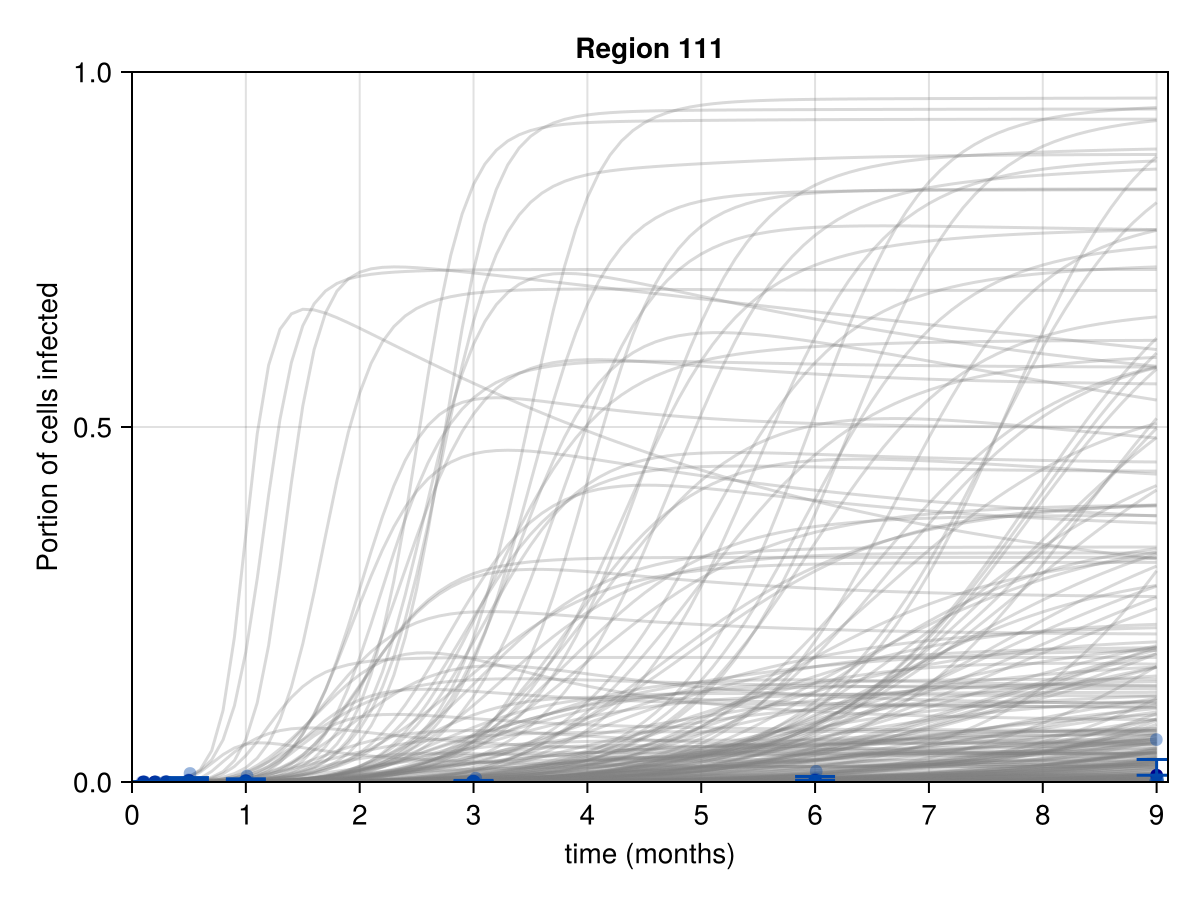 Region 111
1.0
0.5
0.0
Portion of cells infected
0 1 2 3 4 5 6 7 8 9
time (months)